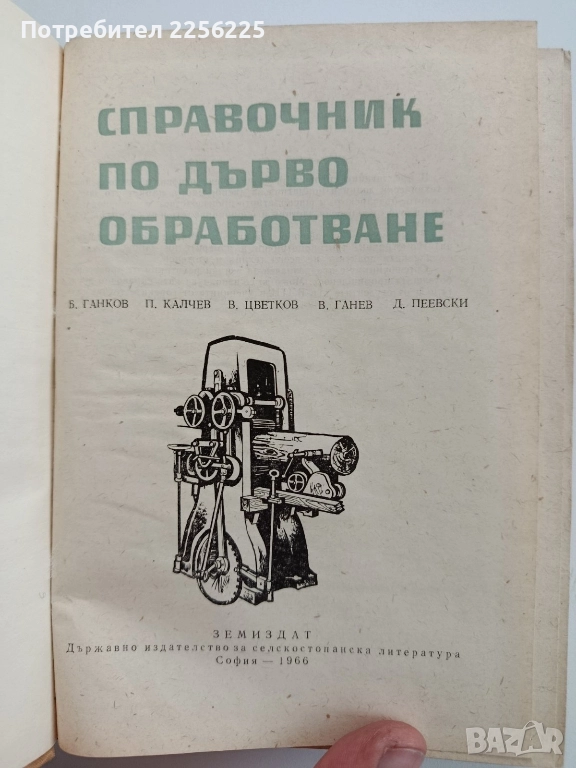 Потребител 2256225
СПРАВОЧНИК
ПО ДЪРВО
ОБРАБОТВАНЕ
Б. ГАНКОВ П. КАЛЧЕВ В. ЦВЕТКОВ В. ГАНЕВ Д. ПЕЕВСКИ
ЗЕМИЗДАТ
Държавно издателство за селскостопанска литература
София — 1966
BAZAR